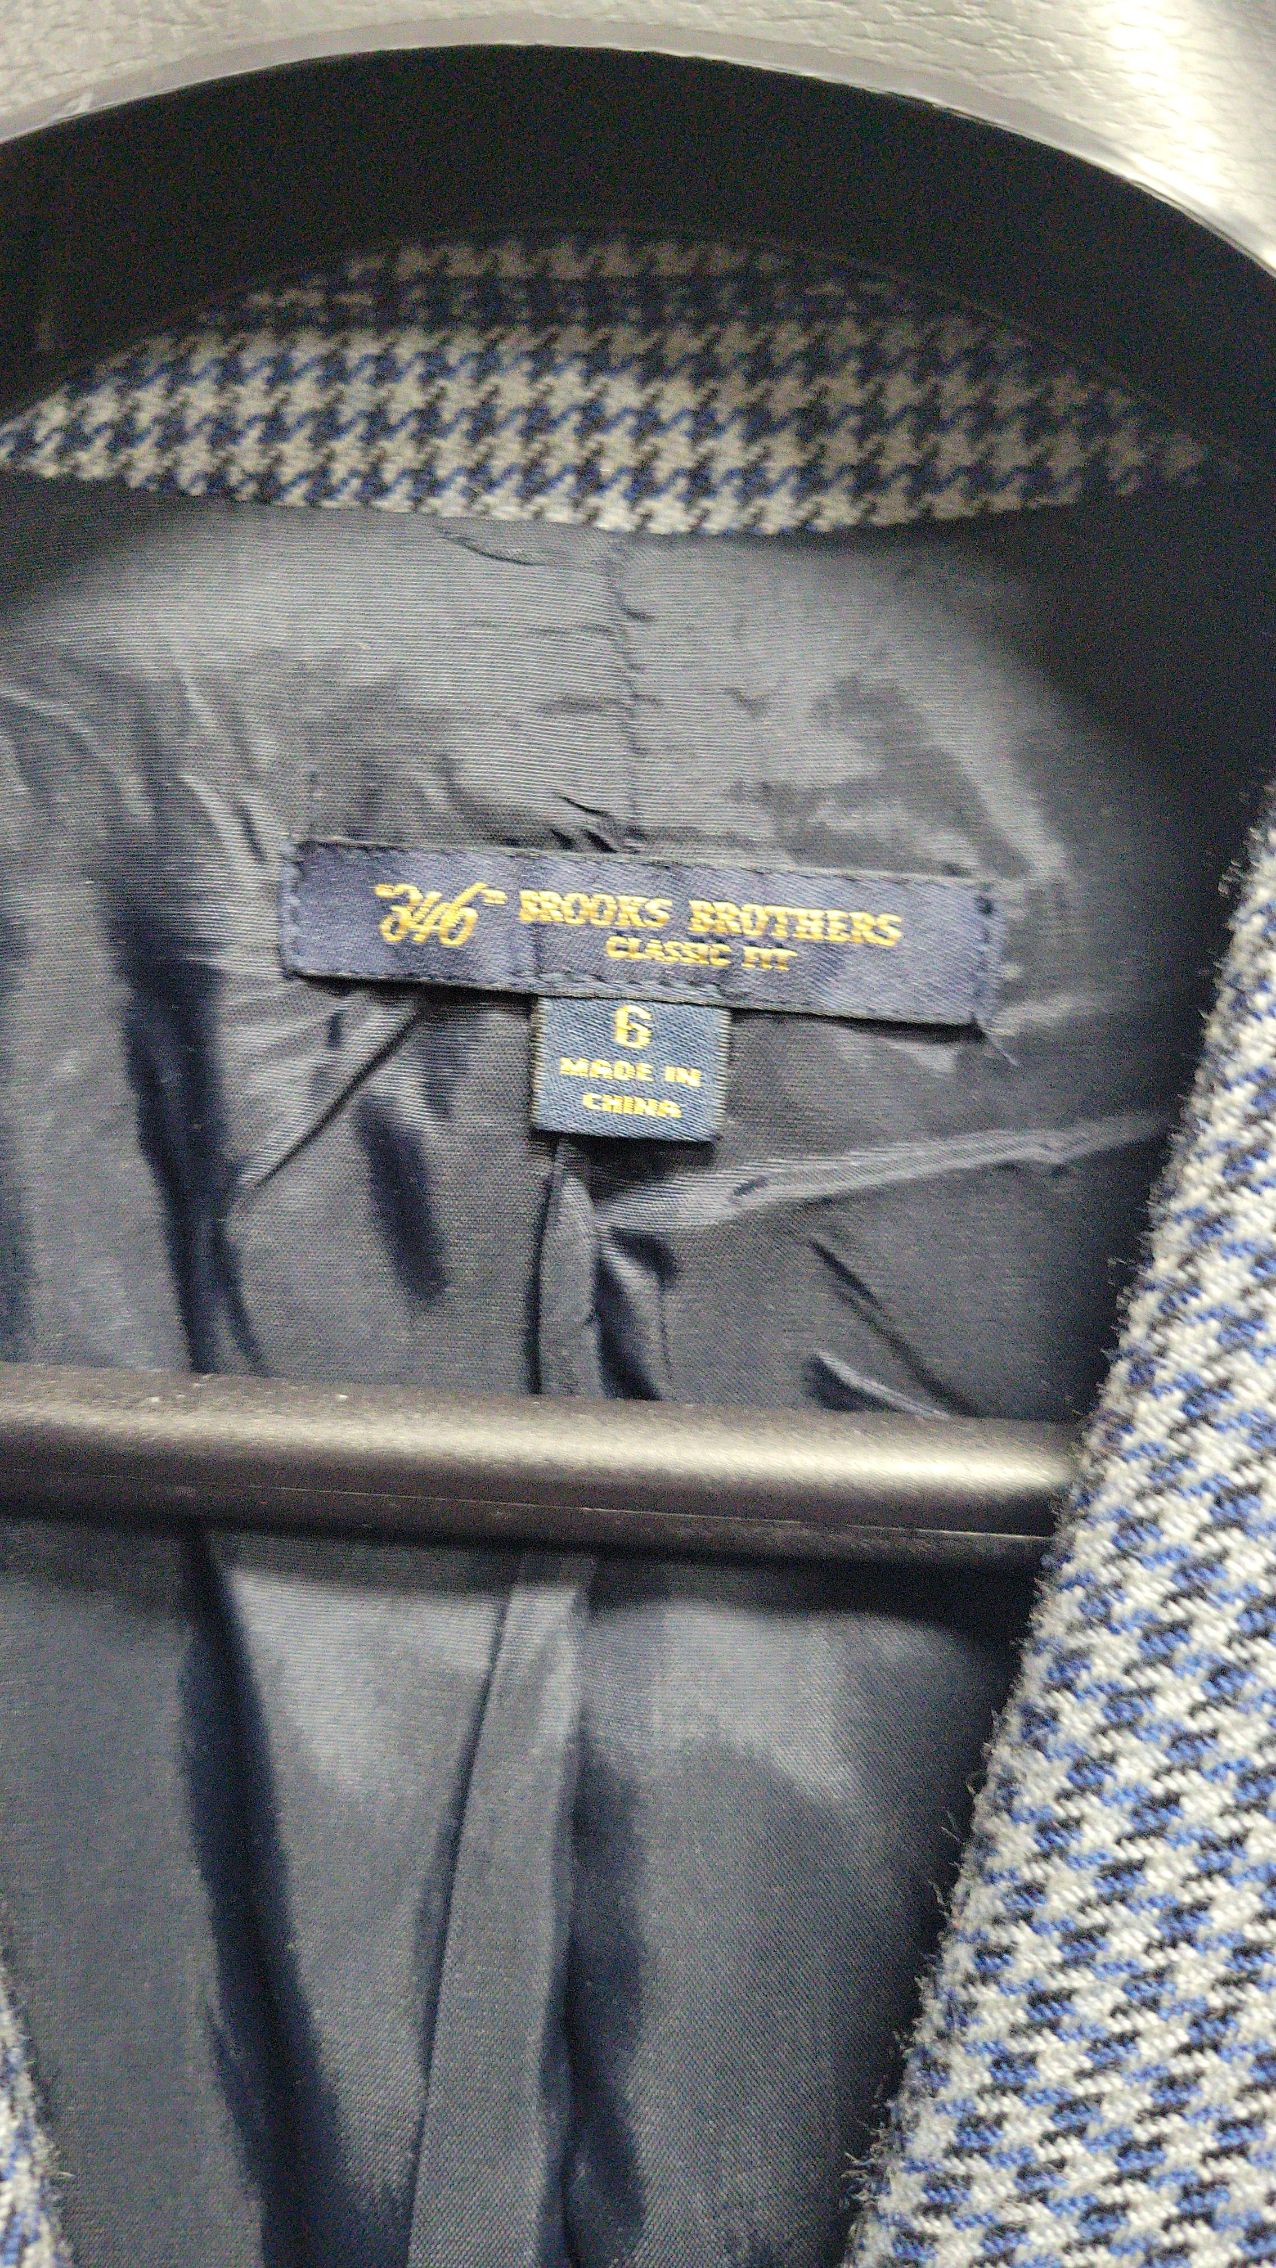 "346" BROOKS BROTHERS
CLASSIC FIT
6
MADE IN
CHINA